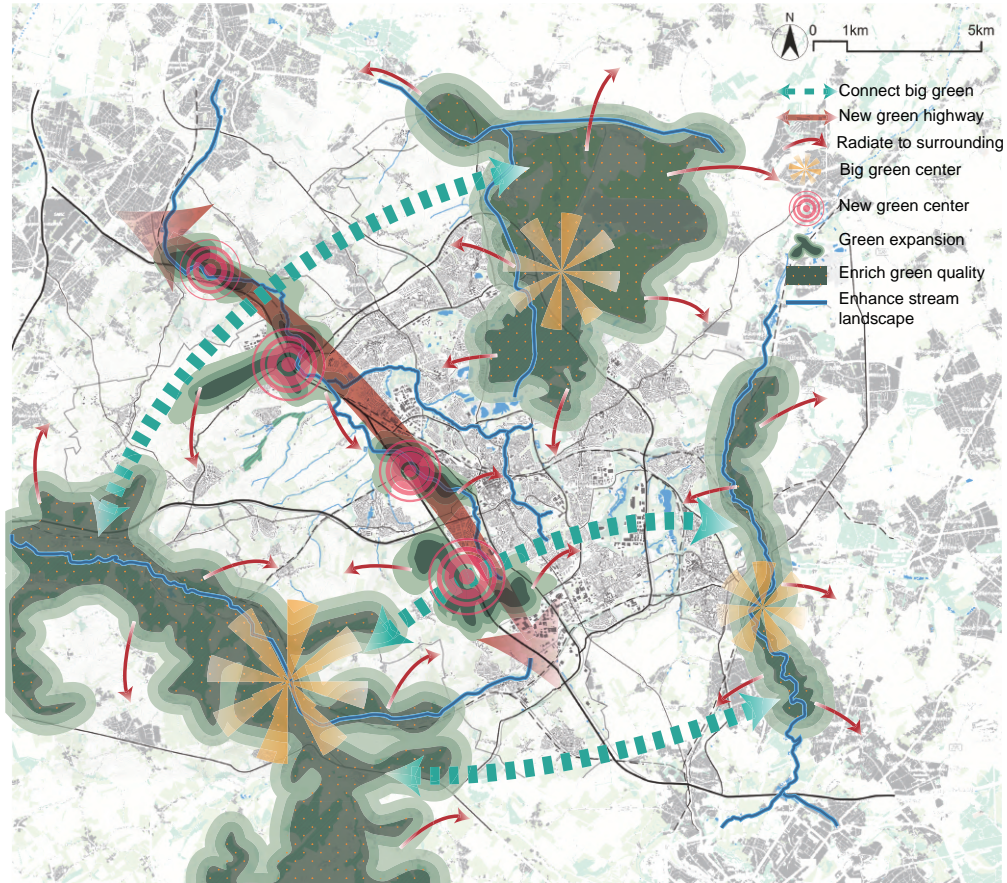 N
0 1km 5km
Connect big green
New green highway
Radiate to surrounding
Big green center
New green center
Green expansion
Enrich green quality
Enhance stream
landscape